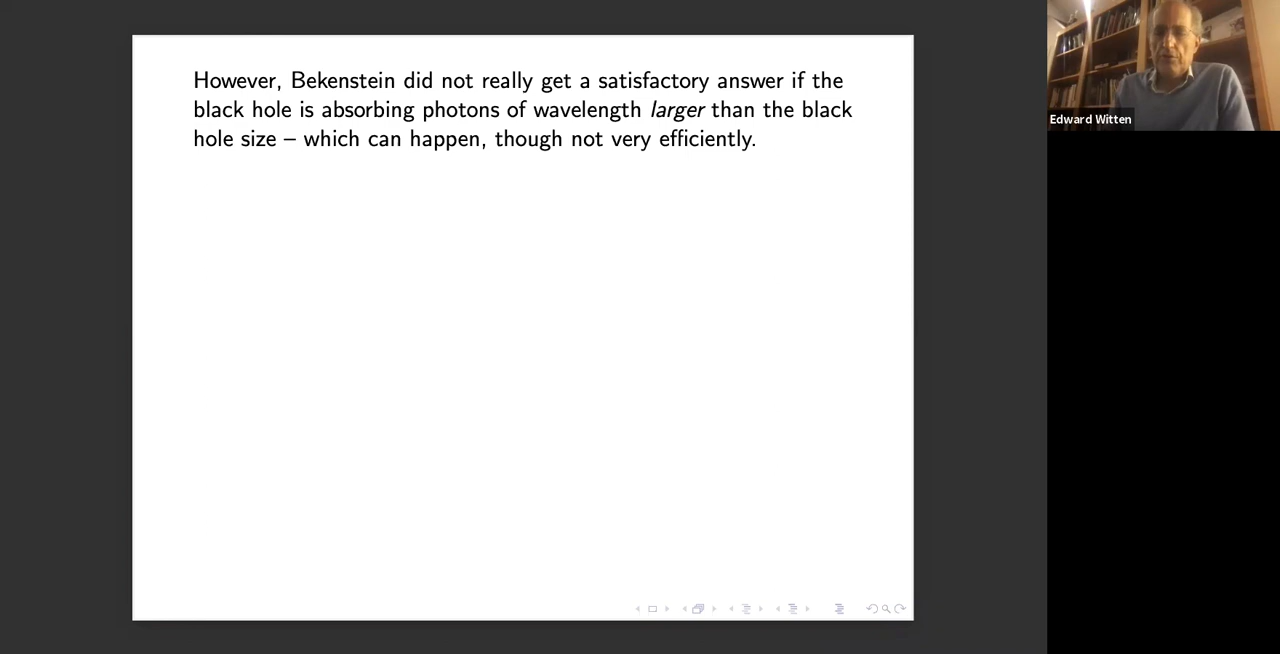 However, Bekenstein did not really get a satisfactory answer if the
black hole is absorbing photons of wavelength larger than the black
hole size – which can happen, though not very efficiently.
Edward Witten